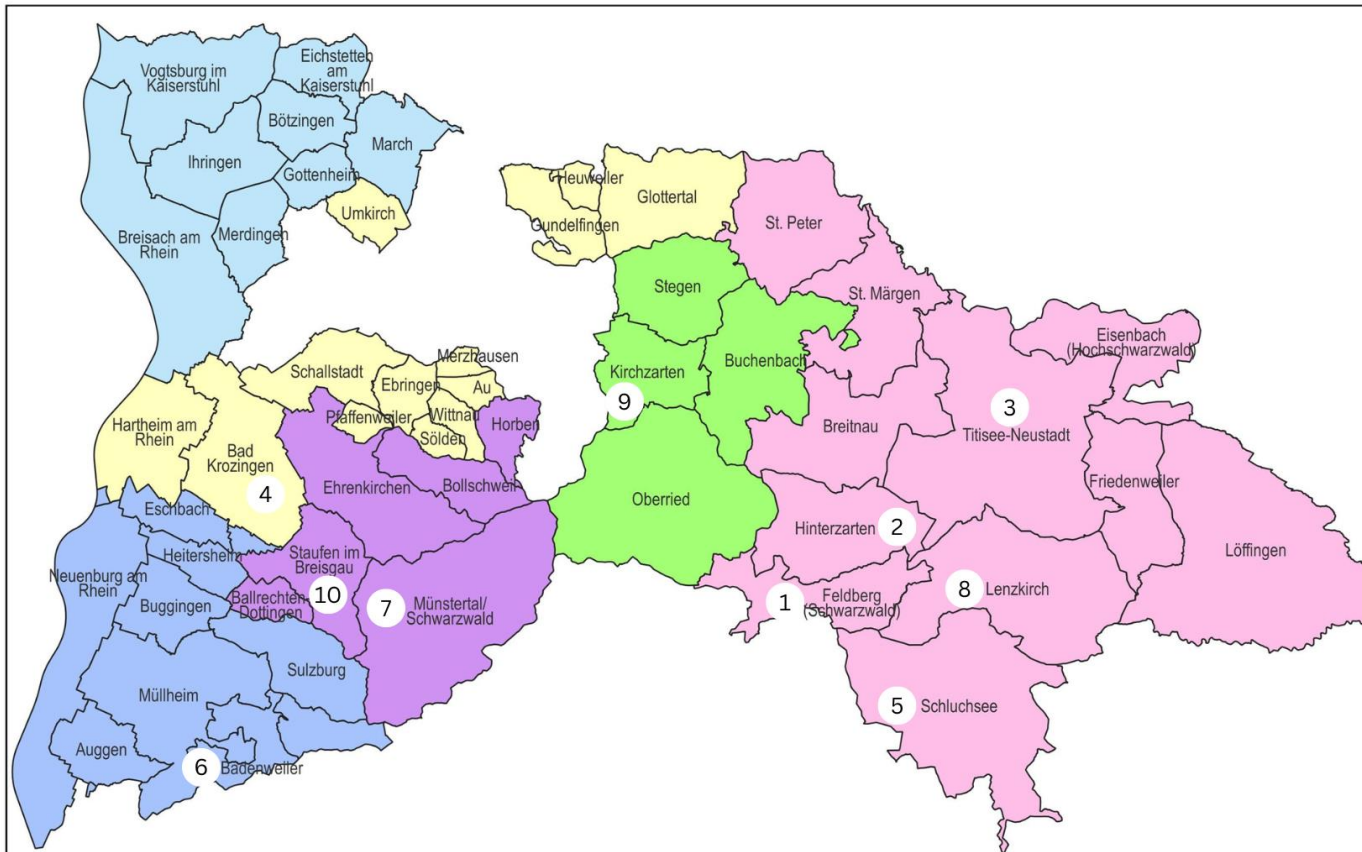 Vogtsburg im
Kaiserstuhl
Eichstetten
am
Kaiserstuhl
Bötzingen
March
Ihringen
Gottenheim
Umkirch
Merdingen
Breisach am
Rhein
Heuweiler
Glottertal
Gundelfingen
St. Peter
Stegen
St. Märgen
Eisenbach
(Hochschwarzwald)
Buchenbach
Kirchzarten
9
3
Titisee-Neustadt
Breitnau
Merzhausen
Schallstadt
Ebringen
Au
Pfaffenweiler
Wittnau
Horben
Sölden
Hartheim am
Rhein
Bad
Krozingen
4
Ehrenkirchen
Bollschweil
Oberried
Hinterzarten
2
Friedenweiler
Löffingen
Eschbach
Heitersheim
Staufen im
Breisgau
10
Neuenburg am
Rhein
Buggingen
Ballrechten-
Dottingen
7
Münstertal/
Schwarzwald
1
Feldberg
(Schwarzwald)
8
Lenzkirch
Sulzburg
Müllheim
5
Schluchsee
Auggen
6
Badenweiler